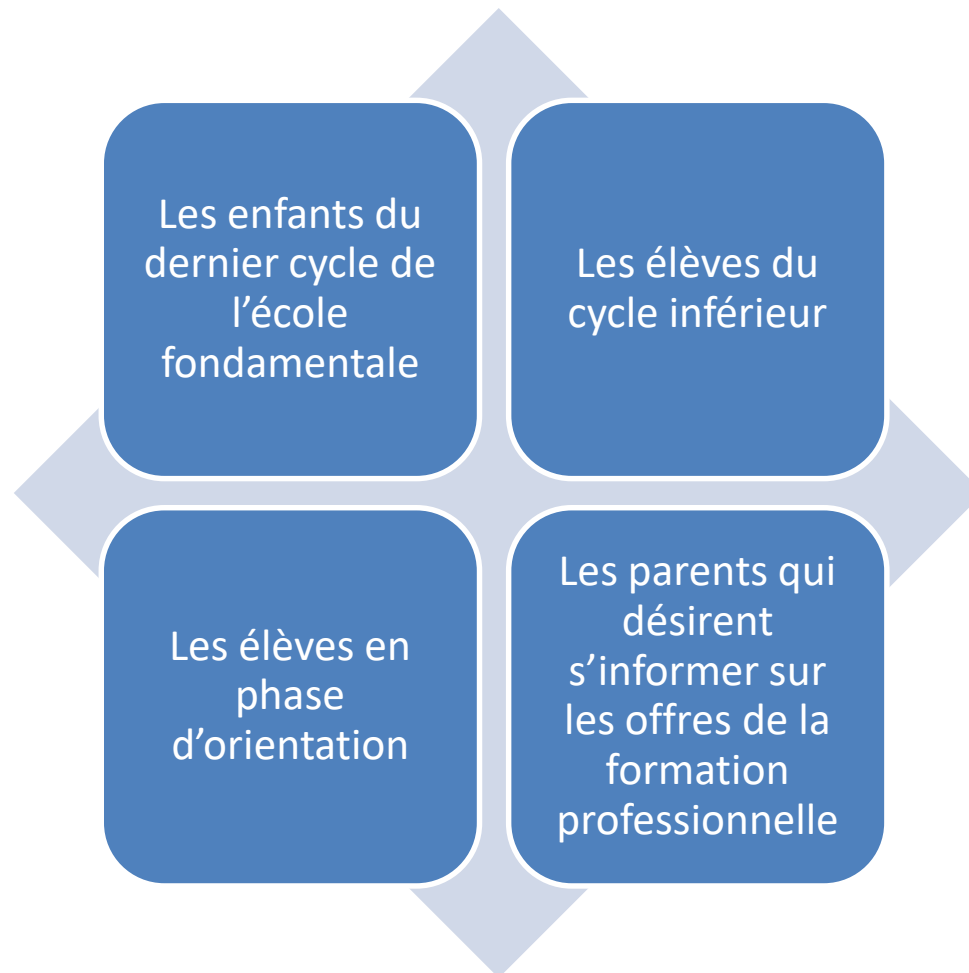 Les enfants du
dernier cycle de
l’école
fondamentale
Les élèves du
cycle inférieur
Les élèves en
phase
d’orientation
Les parents qui
désirent
s’informer sur
les offres de la
formation
professionnelle